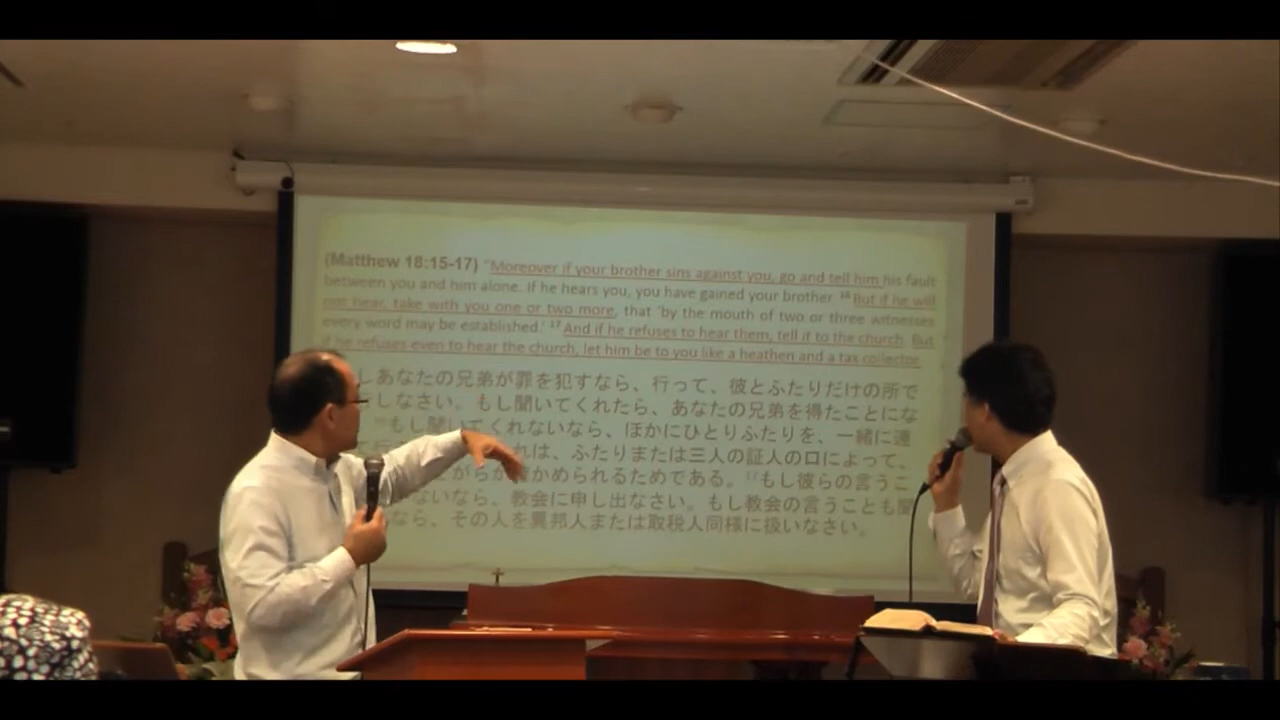 (Matthew 18:15-17) "Moreover if your brother sins against you, go and tell him his fault
between you and him alone. If he hears you, you have gained your brother. 16 But if he will
not hear, take with you one or two more, that 'by the mouth of two or three witnesses
every word may be established.' 17 And if he refuses to hear them, tell it to the church. But
if he refuses even to hear the church, let him be to you like a heathen and a tax collector.
しあなたの兄弟が罪を犯すなら、行って、彼とふたりだけの所で
しなさい。もし聞いてくれたら、あなたの兄弟を得たことにな
もし聞いてくれないなら、ほかにひとりふたりを、一緒に連
れは、ふたりまたは三人の証人の口によって、
がらが確かめられるためである。17もし彼らの言うこ
ないなら、教会に申し出なさい。もし教会の言うことも聞
なら、その人を異邦人または取税人同様に扱いなさい。